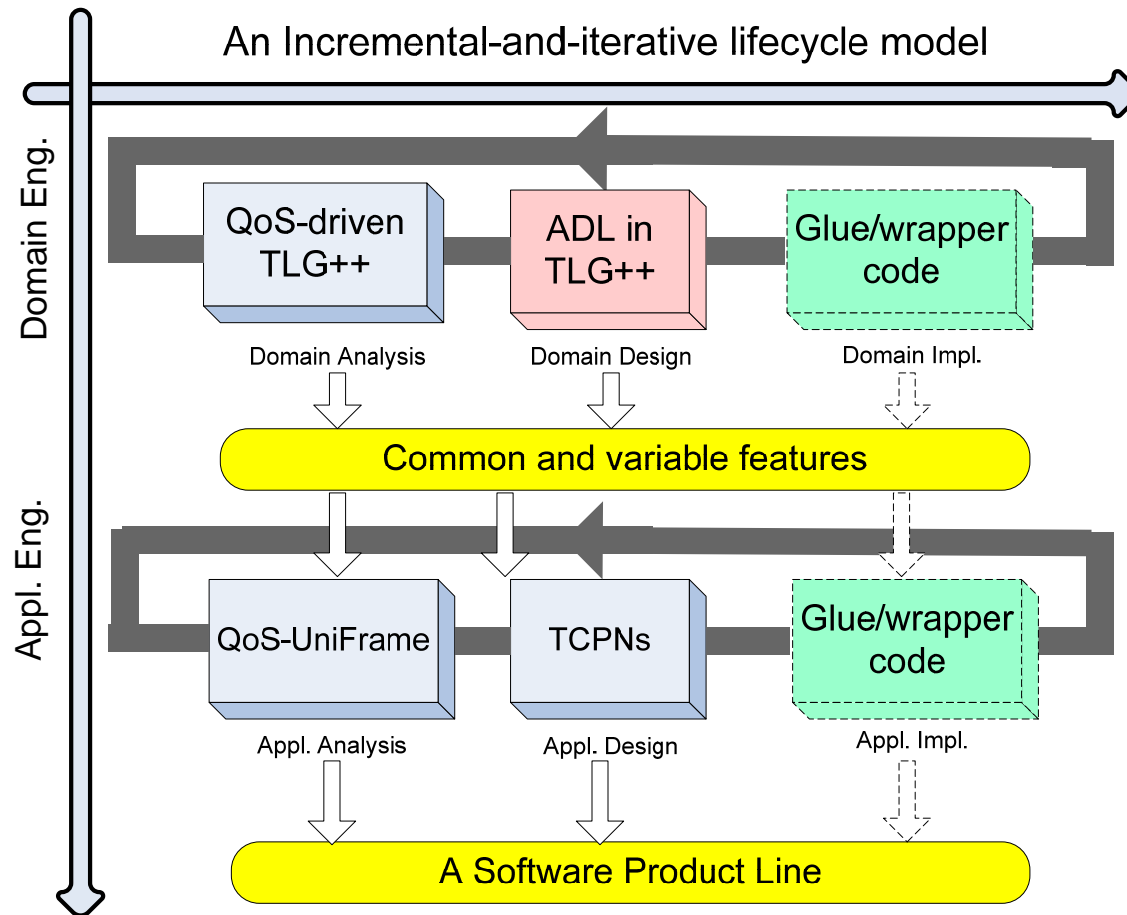 An Incremental-and-iterative lifecycle model
Domain Eng.
QoS-driven
TLG++
ADL in
TLG++
Glue/wrapper
code
Domain Analysis
Domain Design
Domain Impl.
Common and variable features
Appl. Eng.
QoS-UniFrame
TCPNs
Glue/wrapper
code
Appl. Analysis
Appl. Design
Appl. Impl.
A Software Product Line